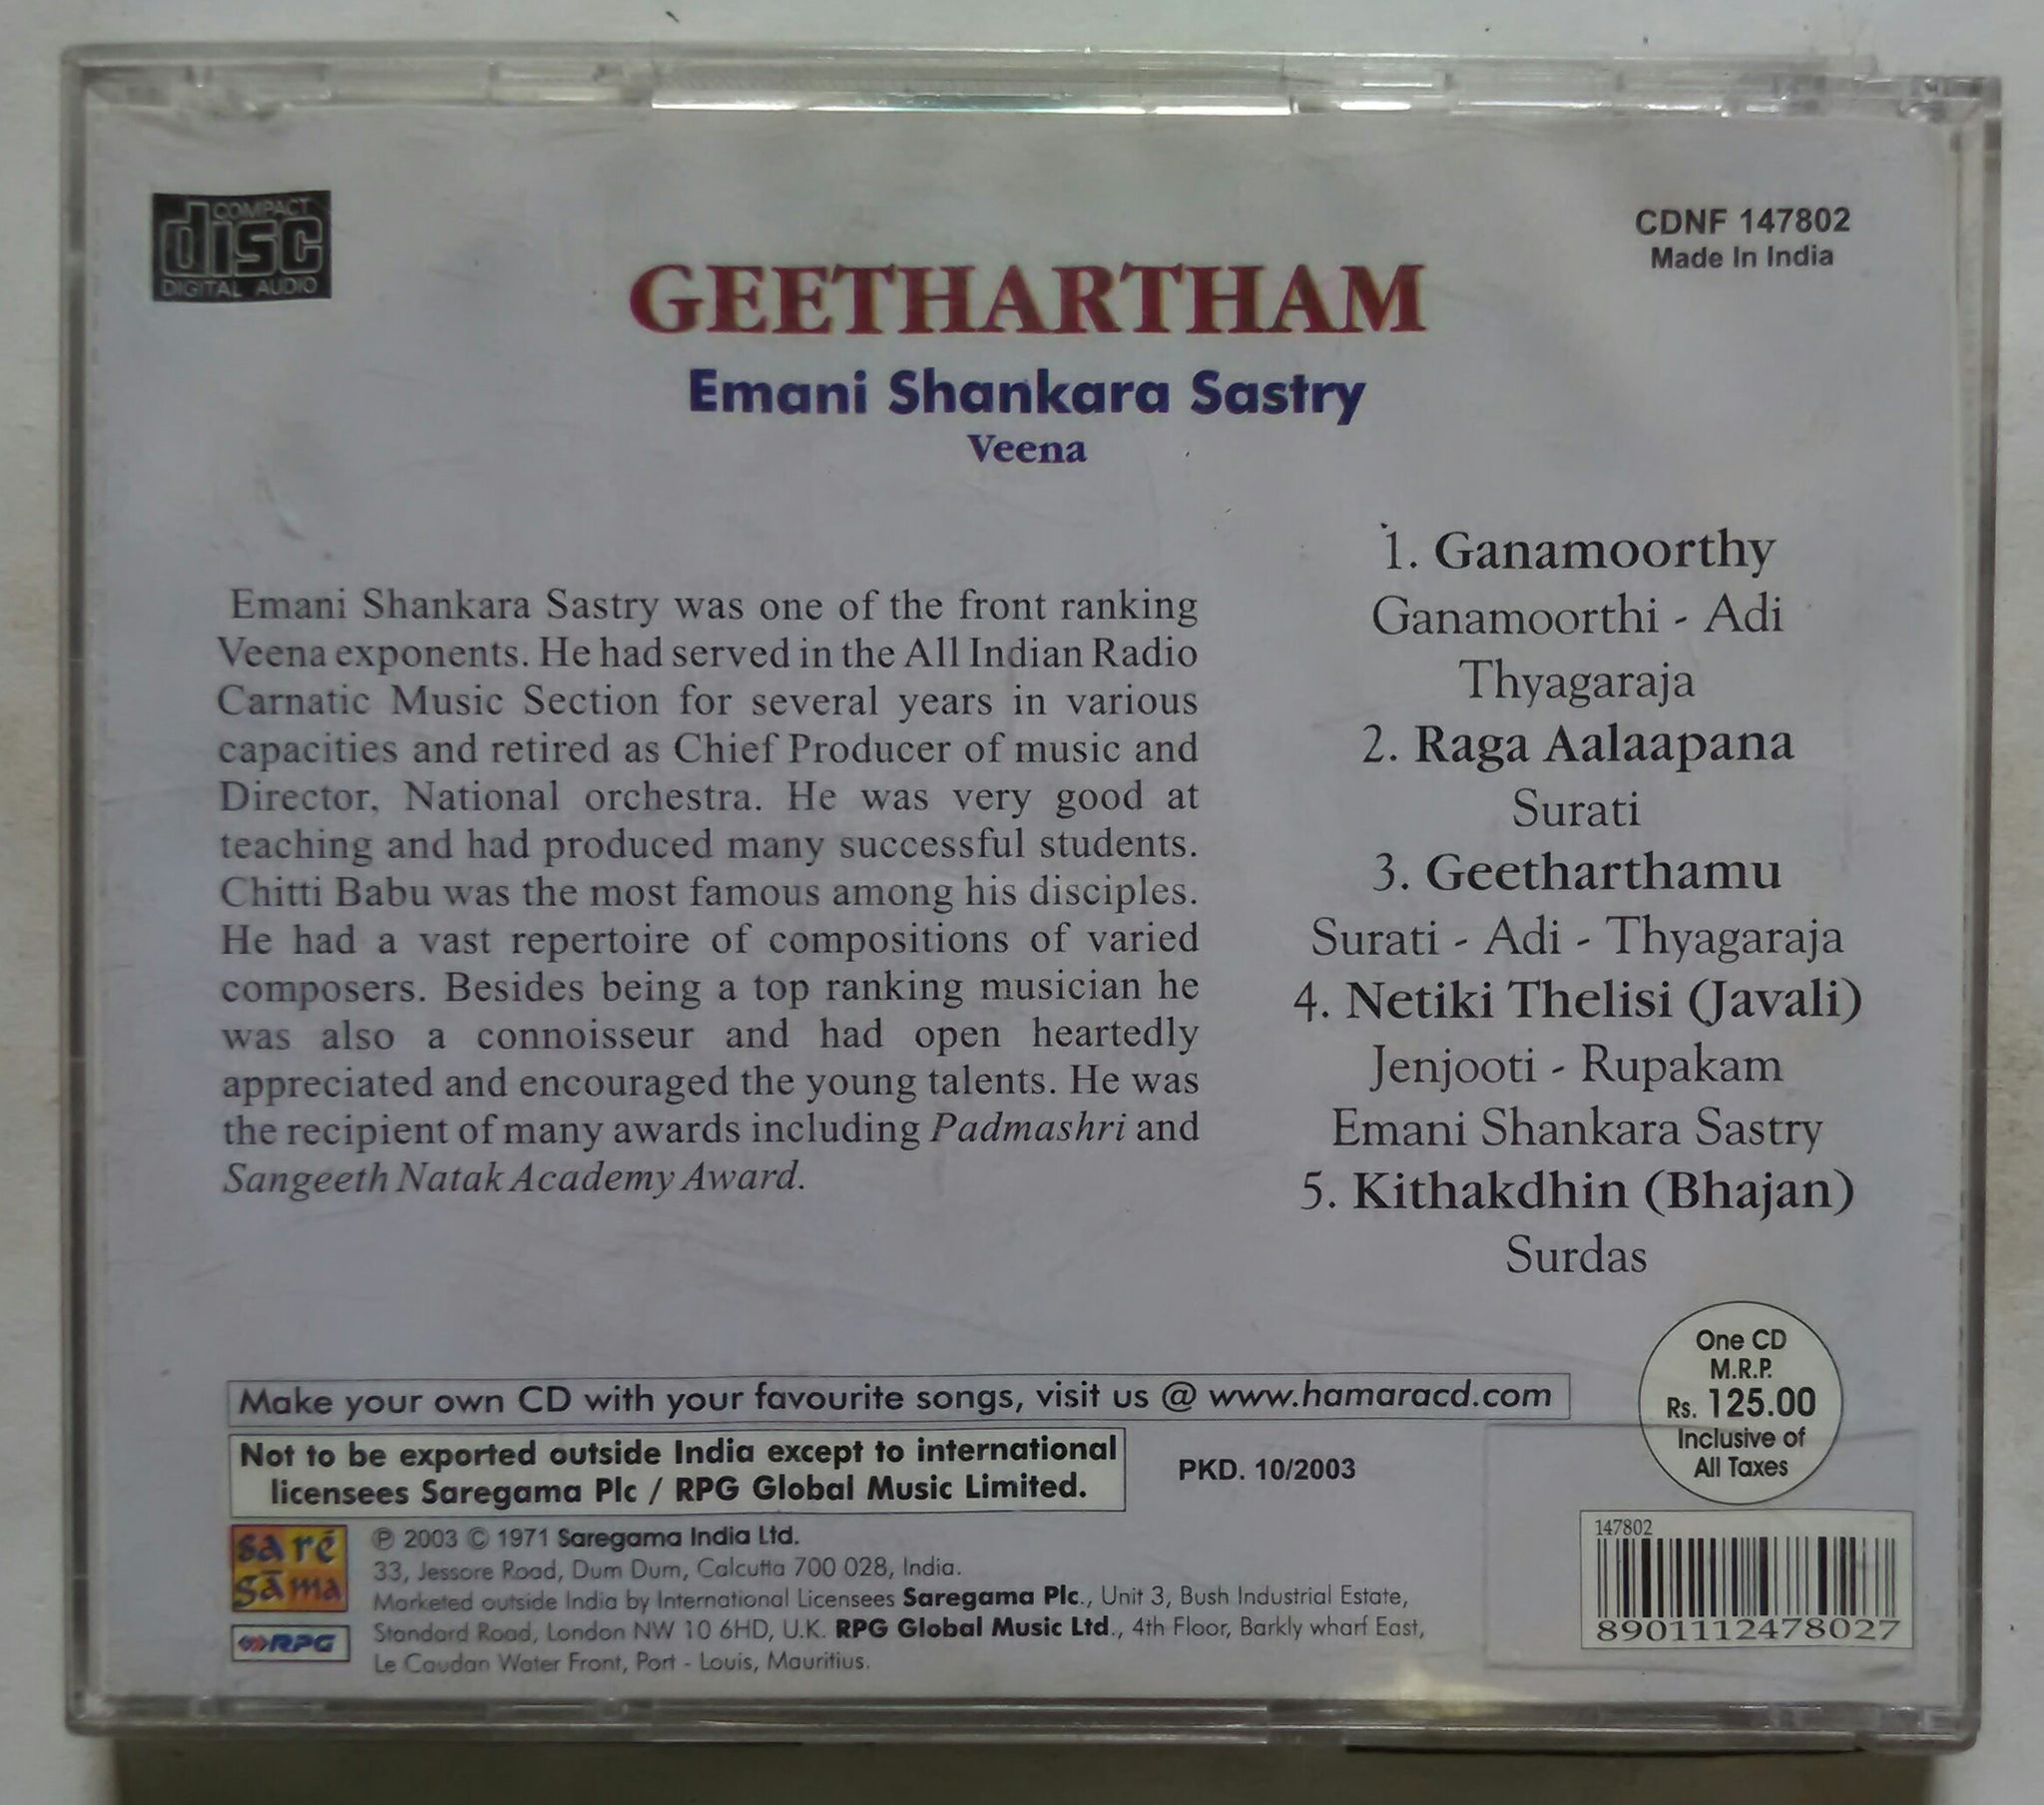 COMPACT
disc
DIGITAL AUDIO
CDNF 147802
Made In India
GEETHARTHAM
Emani Shankara Sastry
Veena
Emani Shankara Sastry was one of the front ranking
Veena exponents. He had served in the All Indian Radio
Carnatic Music Section for several years in various
capacities and retired as Chief Producer of music and
Director, National orchestra. He was very good at
teaching and had produced many successful students.
Chitti Babu was the most famous among his disciples.
He had a vast repertoire of compositions of varied
composers. Besides being a top ranking musician he
was also a connoisseur and had open heartedly
appreciated and encouraged the young talents. He was
the recipient of many awards including Padmashri and
Sangeeth Natak Academy Award.
1. Ganamoorthy
Ganamoorthi - Adi
Thyagaraja
2. Raga Aalaapana
Surati
3. Geetharthamu
Surati - Adi - Thyagaraja
4. Netiki Thelisi (Javali)
Jenjooti - Rupakam
Emani Shankara Sastry
5. Kithakdhin (Bhajan)
Surdas
One CD
M.R.P.
Rs. 125.00
Inclusive of
All Taxes
Make your own CD with your favourite songs, visit us @ www.hamaracd.com
Not to be exported outside India except to international
licensees Saregama Plc / RPG Global Music Limited.
PKD. 10/2003
sa ré
gāma
RPG
℗ 2003 © 1971 Saregama India Ltd.
33, Jessore Road, Dum Dum, Calcutta 700 028, India.
Marketed outside India by International Licensees Saregama Plc., Unit 3, Bush Industrial Estate,
Standard Road, London NW 10 6HD, U.K. RPG Global Music Ltd., 4th Floor, Barkly wharf East,
Le Caudan Water Front, Port - Louis, Mauritius.
147802
8901112478027